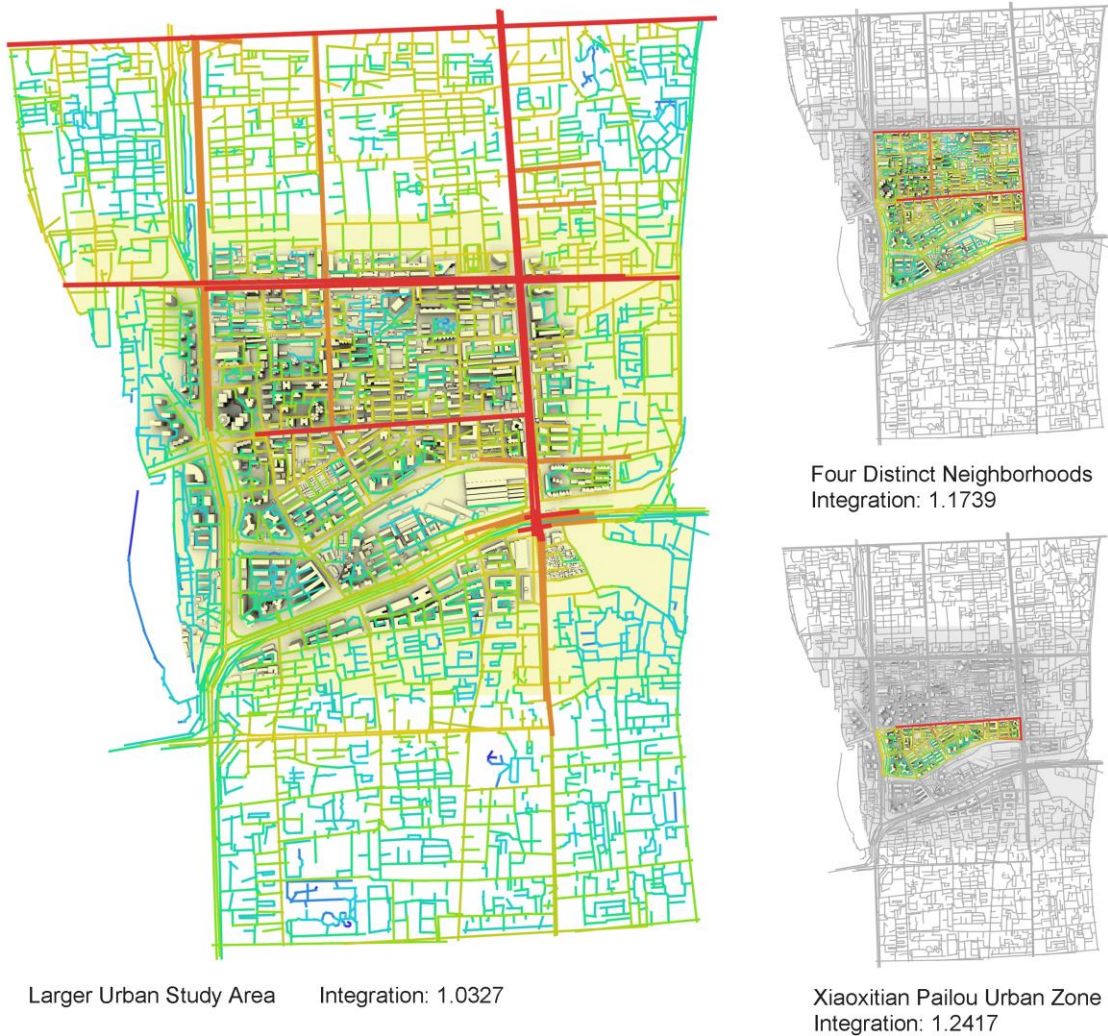 Four Distinct Neighborhoods
Integration: 1.1739
Larger Urban Study Area Integration: 1.0327
Xiaoxitian Pailou Urban Zone
Integration: 1.2417